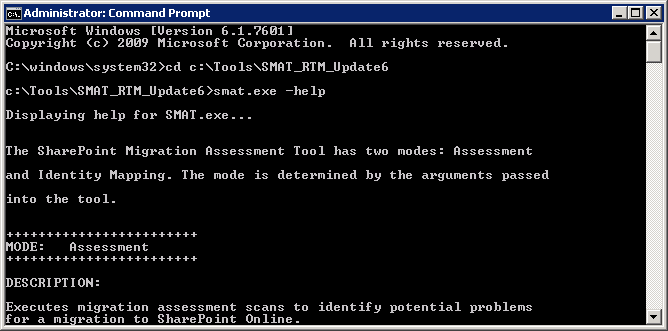 Administrator: Command Prompt
Microsoft Windows [Version 6.1.7601]
Copyright (c) 2009 Microsoft Corporation.  All rights reserved.
C:\windows\system32>cd c:\Tools\SMAT_RTM_Update6
c:\Tools\SMAT_RTM_Update6>smat.exe -help
Displaying help for SMAT.exe...
The SharePoint Migration Assessment Tool has two modes: Assessment
and Identity Mapping. The mode is determined by the arguments passed
into the tool.
++++++++++++++++++++++++
MODE:   Assessment
++++++++++++++++++++++++
DESCRIPTION:
Executes migration assessment scans to identify potential problems
for a migration to SharePoint Online.